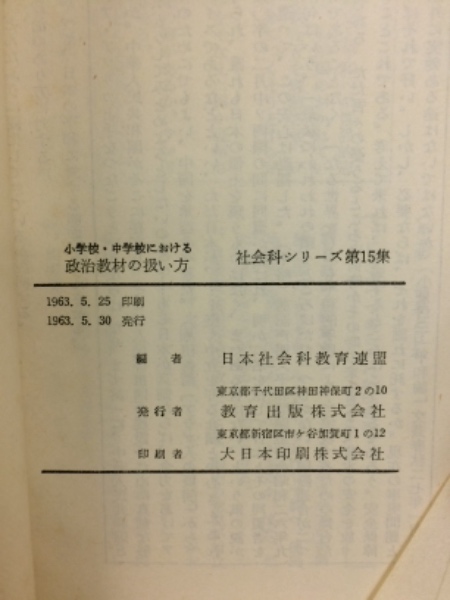 小学校・中学校における
政治教材の扱い方
社会科シリーズ第15集
1963. 5. 25 印刷
1963. 5. 30 発行
編者 日本社会科教育連盟
東京都千代田区神田神保町2の10
発行者 教育出版株式会社
東京都新宿区市ケ谷加賀町1の12
印刷者 大日本印刷株式会社